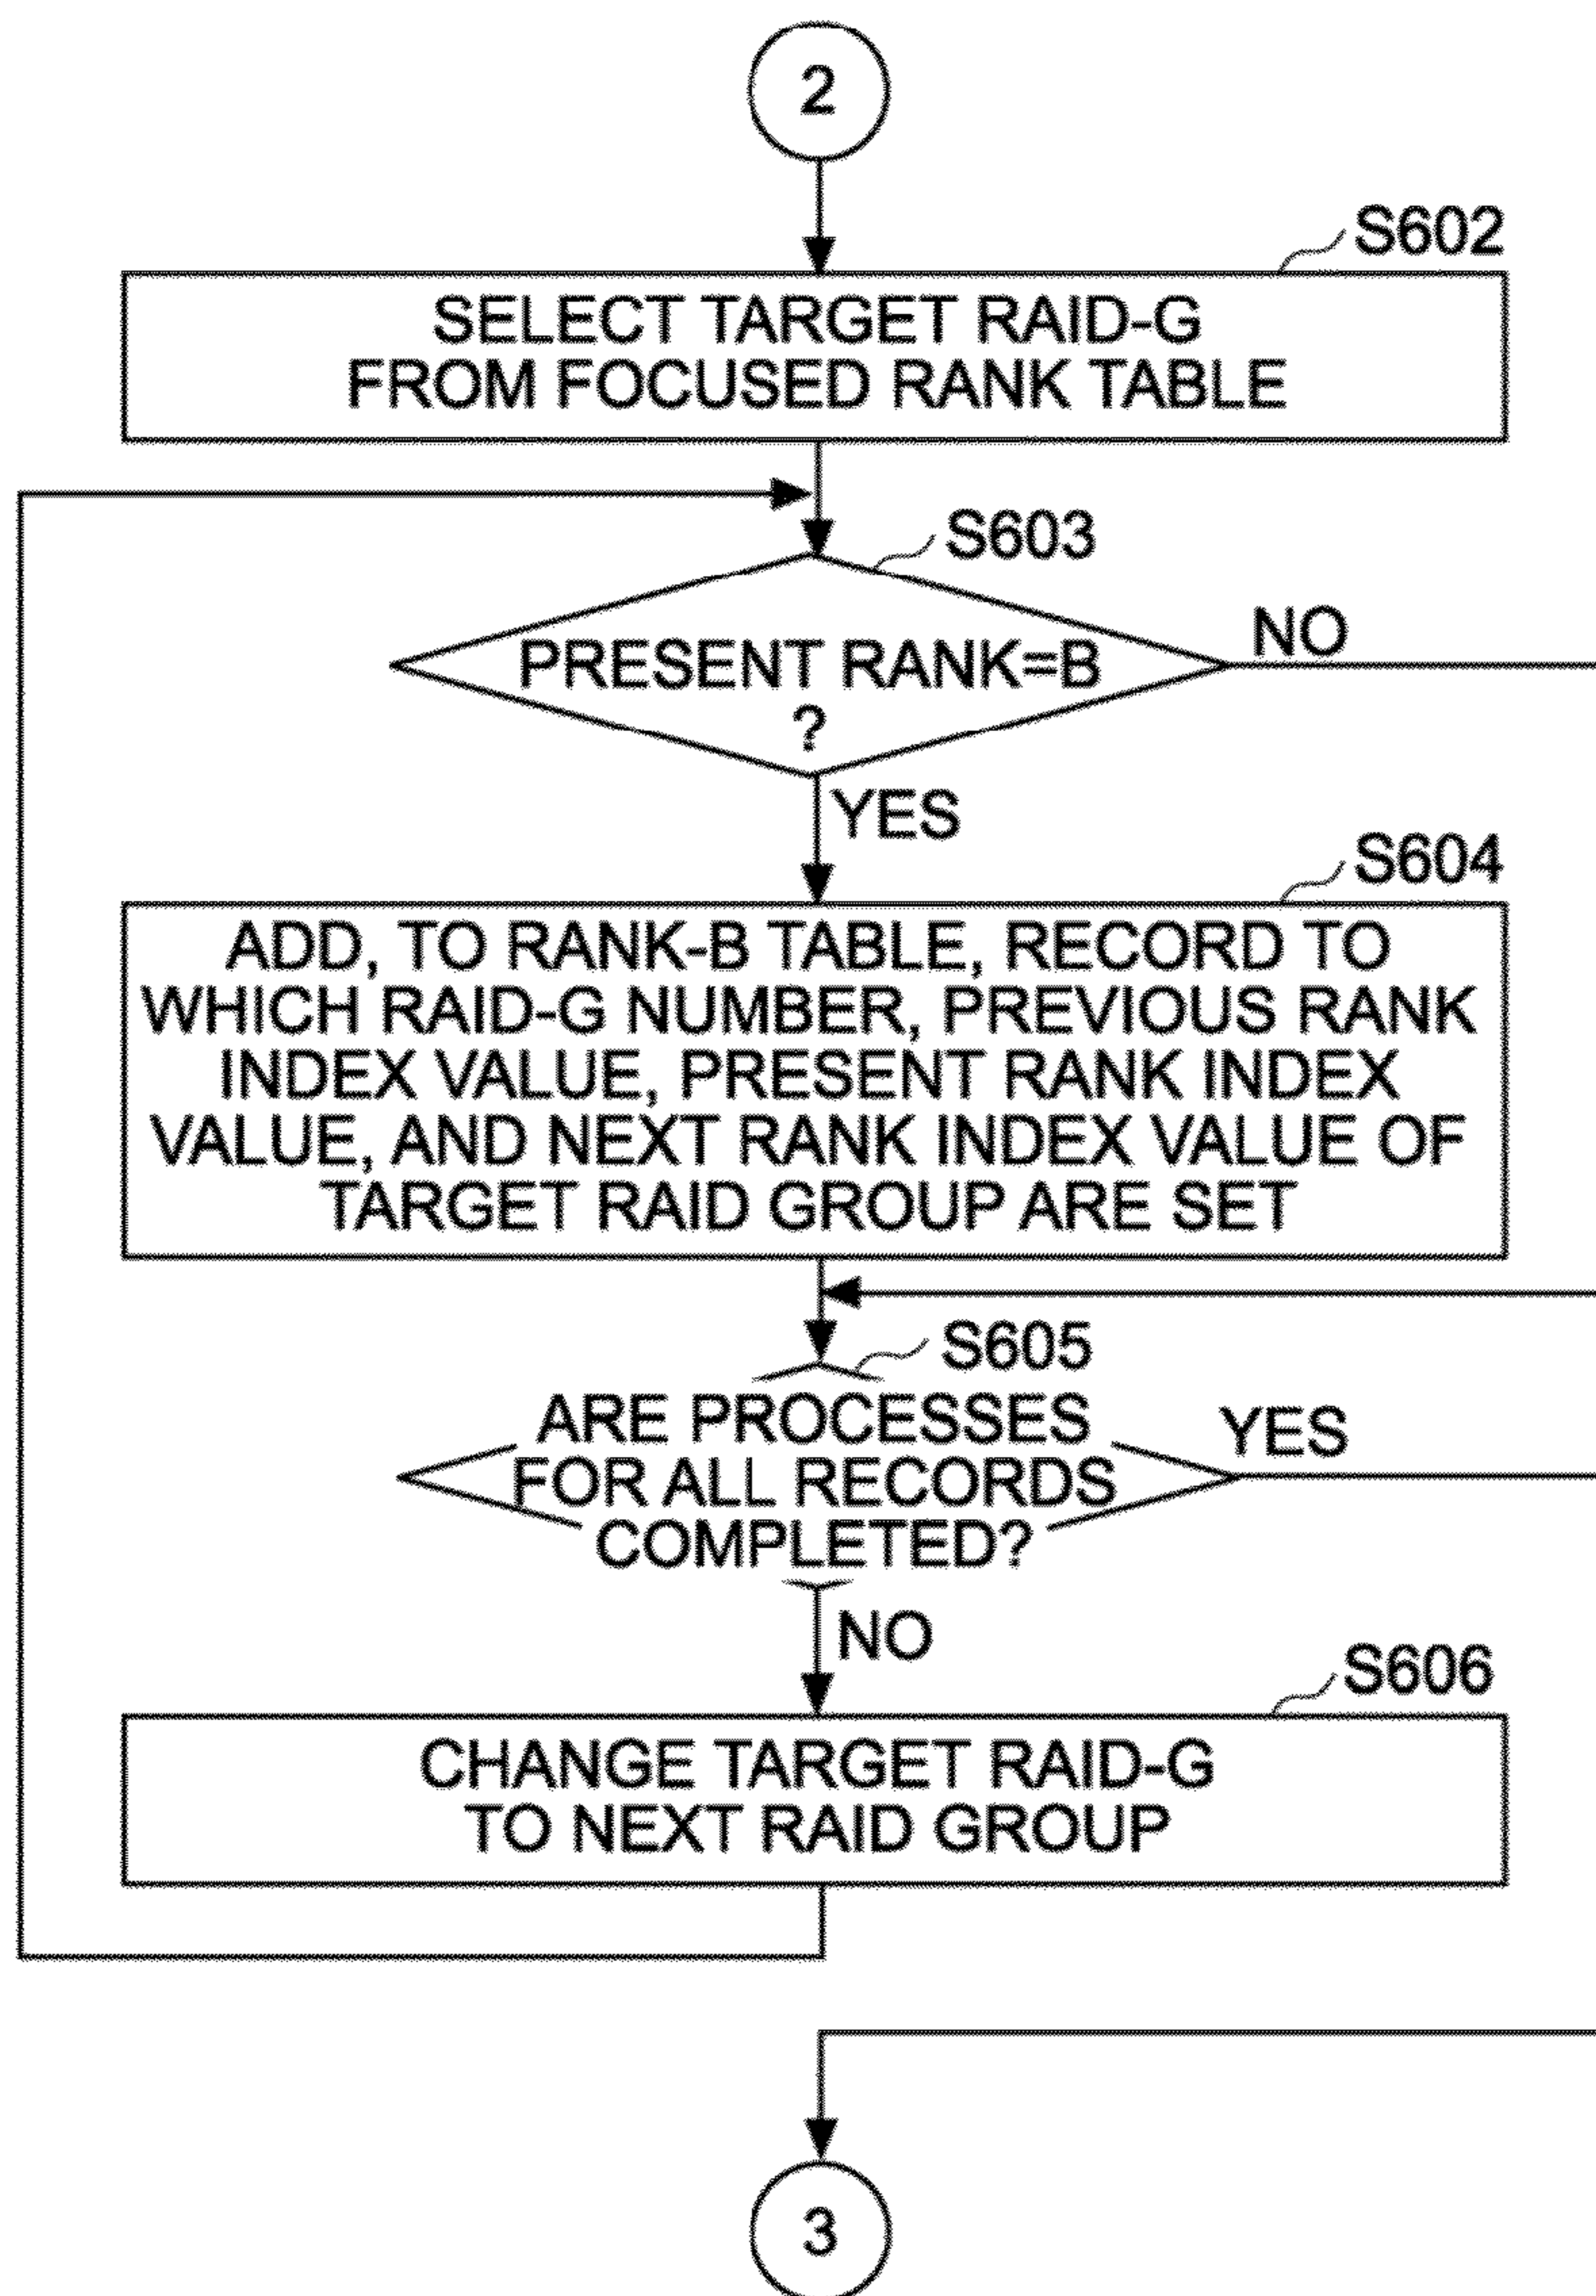 2
S602
SELECT TARGET RAID-G
FROM FOCUSED RANK TABLE
S603
PRESENT RANK=B
?
NO
YES
S604
ADD, TO RANK-B TABLE, RECORD TO
WHICH RAID-G NUMBER, PREVIOUS RANK
INDEX VALUE, PRESENT RANK INDEX
VALUE, AND NEXT RANK INDEX VALUE OF
TARGET RAID GROUP ARE SET
S605
ARE PROCESSES
FOR ALL RECORDS
COMPLETED?
YES
NO
S606
CHANGE TARGET RAID-G
TO NEXT RAID GROUP
3